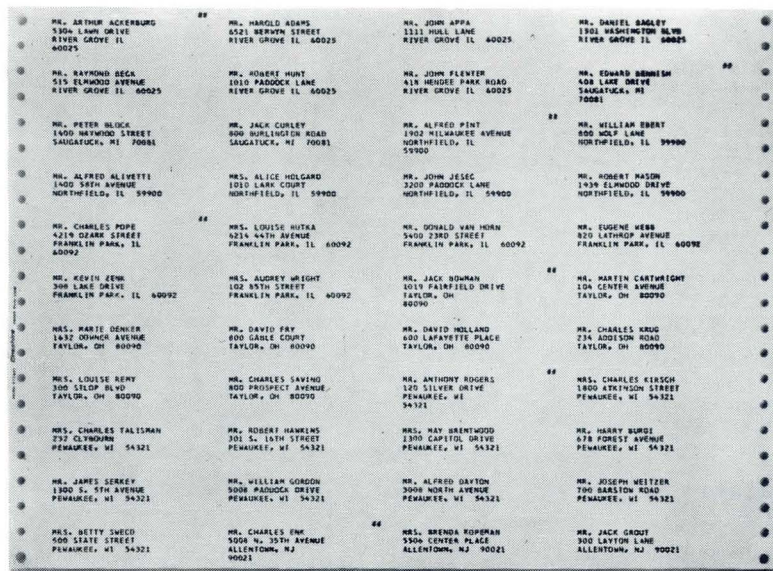 ##
MR. ARTHUR ACKERBURG
5304 LAWN DRIVE
RIVER GROVE IL
60025
MR. HAROLD ADAMS
6521 BERWYN STREET
RIVER GROVE IL 60025
MR. JOHN APPA
1111 HULL LANE
RIVER GROVE IL 60025
MR. DANIEL BAGLEY
1901 WASHINGTON BLVD
RIVER GROVE IL 60025
MR. RAYMOND BECK
515 ELMWOOD AVENUE
RIVER GROVE IL 60025
MR. ROBERT HUNT
1010 PADDOCK LANE
RIVER GROVE IL 60025
MR. JOHN FLEWTER
418 HENDEE PARK ROAD
RIVER GROVE IL 60025
##
MR. EDWARD BENNISH
408 LAKE DRIVE
SAUGATUCK, MI
70081
MR. PETER BLOCK
1400 HAYWOOD STREET
SAUGATUCK, MI 70081
MR. JACK CURLEY
800 BURLINGTON ROAD
SAUGATUCK, MI 70081
##
MR. ALFRED PINT
1902 MILWAUKEE AVENUE
NORTHFIELD, IL
59900
MR. WILLIAM EBERT
800 WOLF LANE
NORTHFIELD, IL 59900
MR. ALFRED ALIVETTI
1400 58TH AVENUE
NORTHFIELD, IL 59900
MRS. ALICE HOLGARD
1010 LARK COURT
NORTHFIELD, IL 59900
MR. JOHN JESEC
3200 PADDOCK LANE
NORTHFIELD, IL 59900
MR. ROBERT MASON
1939 ELMWOOD DRIVE
NORTHFIELD, IL 59900
##
MR. CHARLES POPE
4219 OZARK STREET
FRANKLIN PARK, IL
60092
MRS. LOUISE HUTKA
6214 44TH AVENUE
FRANKLIN PARK, IL 60092
MR. DONALD VAN HORN
5400 23RD STREET
FRANKLIN PARK, IL 60092
MR. EUGENE WEBB
820 LATHROP AVENUE
FRANKLIN PARK, IL 60092
MR. KEVIN ZENK
308 LAKE DRIVE
FRANKLIN PARK, IL 60092
MRS. AUDREY WRIGHT
102 85TH STREET
FRANKLIN PARK, IL 60092
##
MR. JACK BOWMAN
1019 FAIRFIELD DRIVE
TAYLOR, OH
80090
MR. MARTIN CARTWRIGHT
104 CENTER AVENUE
TAYLOR, OH 80090
MRS. MARIE DENKER
1632 DOWNER AVENUE
TAYLOR, OH 80090
MR. DAVID FRY
800 GABLE COURT
TAYLOR, OH 80090
MR. DAVID HOLLAND
600 LAFAYETTE PLACE
TAYLOR, OH 80090
MR. CHARLES KRUG
234 ADDISON ROAD
TAYLOR, OH 80090
MRS. LOUISE REMY
300 STLOP BLVD
TAYLOR, OH 80090
MR. CHARLES SAVING
800 PROSPECT AVENUE
TAYLOR, OH 80090
##
MR. ANTHONY ROGERS
120 SILVER DRIVE
PEWAUKEE, WI
54321
MRS. CHARLES KIRSCH
1800 ATKINSON STREET
PEWAUKEE, WI 54321
MRS. CHARLES TALISMAN
232 CLYBOURN
PEWAUKEE, WI 54321
MR. ROBERT HAWKINS
301 S. 16TH STREET
PEWAUKEE, WI 54321
MRS. MAY BRENTWOOD
1300 CAPITOL DRIVE
PEWAUKEE, WI 54321
MR. HARRY BURGI
678 FOREST AVENUE
PEWAUKEE, WI 54321
MR. JAMES SERKEY
1300 S. 5TH AVENUE
PEWAUKEE, WI 54321
MR. WILLIAM GORDON
5008 PADDOCK DRIVE
PEWAUKEE, WI 54321
MR. ALFRED DAYTON
3008 NORTH AVENUE
PEWAUKEE, WI 54321
MR. JOSEPH WEITZER
700 BARSTOW ROAD
PEWAUKEE, WI 54321
MRS. BETTY SWECO
600 STATE STREET
PEWAUKEE, WI 54321
##
MR. CHARLES ENK
5008 N. 35TH AVENUE
ALLENTOWN, NJ
90021
MRS. BRENDA KOPEMAN
5506 CENTER PLACE
ALLENTOWN, NJ 90021
MR. JACK GROUT
300 LAYTON LANE
ALLENTOWN, NJ 90021